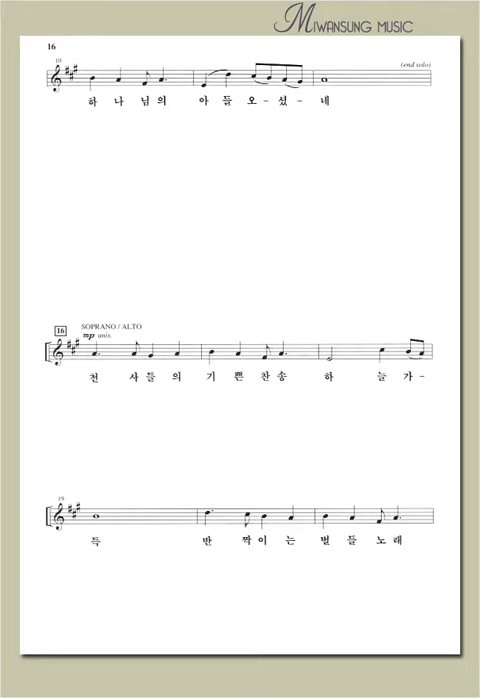 MIWANSUNG MUSIC
16
10
(end solo)
하 나 님 의 아 들 오 - 셨 - 네
16
SOPRANO / ALTO
mp unis.
천 사 들 의 기 쁜 찬 송 하 늘 가 -
19
득 반 짝 이 는 별 들 노 래